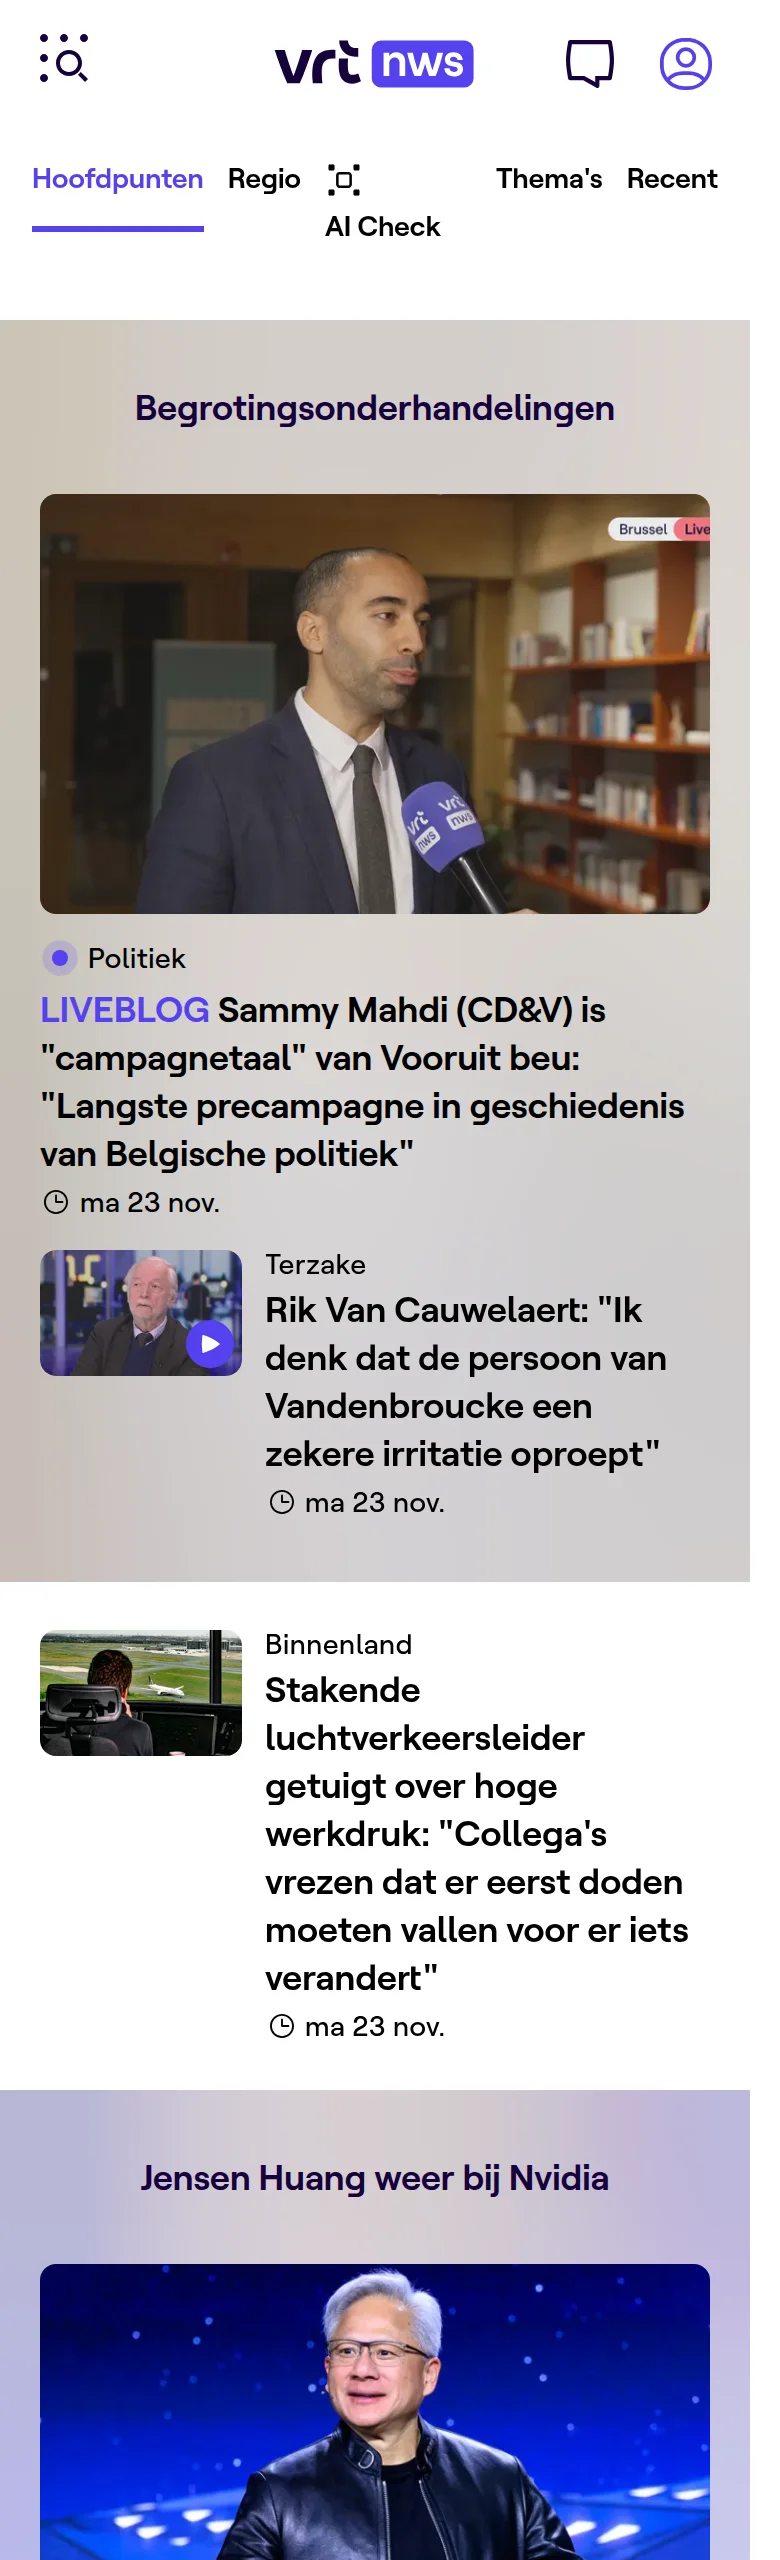 vrt nws
Hoofdpunten Regio AI Check Thema's Recent
Begrotingsonderhandelingen
Brussel Live
vrt nws vrt nws
Politiek
LIVEBLOG Sammy Mahdi (CD&V) is
"campagnetaal" van Vooruit beu:
"Langste precampagne in geschiedenis
van Belgische politiek"
ma 23 nov.
Terzake
Rik Van Cauwelaert: "Ik
denk dat de persoon van
Vandenbroucke een
zekere irritatie oproept"
ma 23 nov.
Binnenland
Stakende
luchtverkeersleider
getuigt over hoge
werkdruk: "Collega's
vrezen dat er eerst doden
moeten vallen voor er iets
verandert"
ma 23 nov.
Jensen Huang weer bij Nvidia